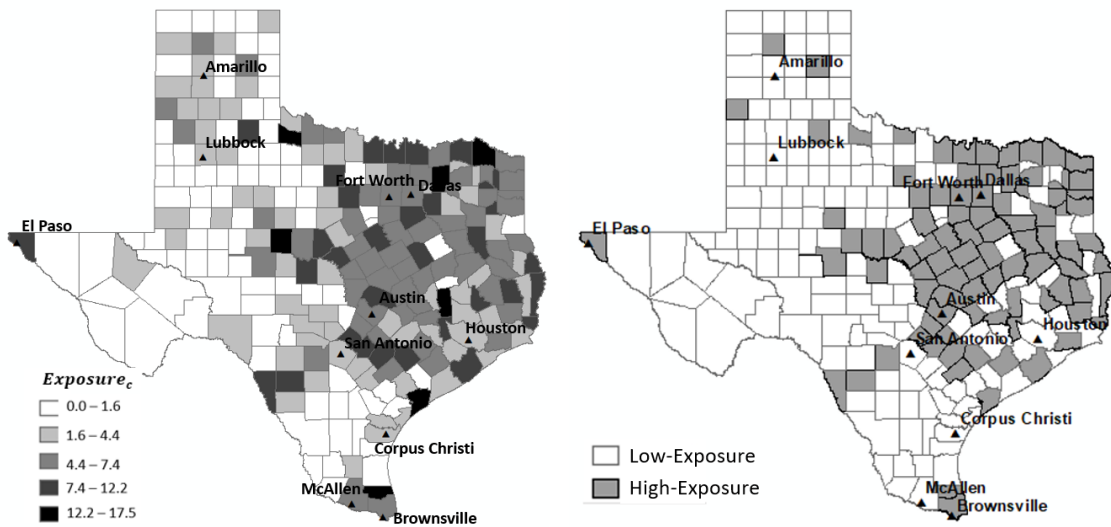 Amarillo
Lubbock
Fort Worth
Dallas
El Paso
Austin
Houston
San Antonio
Corpus Christi
McAllen
Brownsville
Exposure_c
0.0 – 1.6
1.6 – 4.4
4.4 – 7.4
7.4 – 12.2
12.2 – 17.5
Amarillo
Lubbock
Fort Worth
Dallas
El Paso
Austin
Houston
San Antonio
Corpus Christi
McAllen
Brownsville
Low-Exposure
High-Exposure